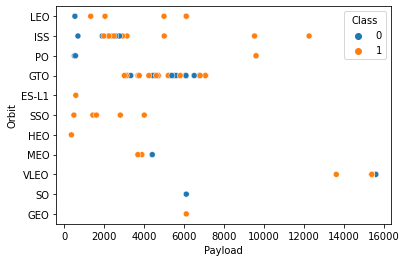 LEO
ISS
PO
GTO
ES-L1
SSO
HEO
MEO
VLEO
SO
GEO
Orbit
Class
0
1
0 2000 4000 6000 8000 10000 12000 14000 16000
Payload